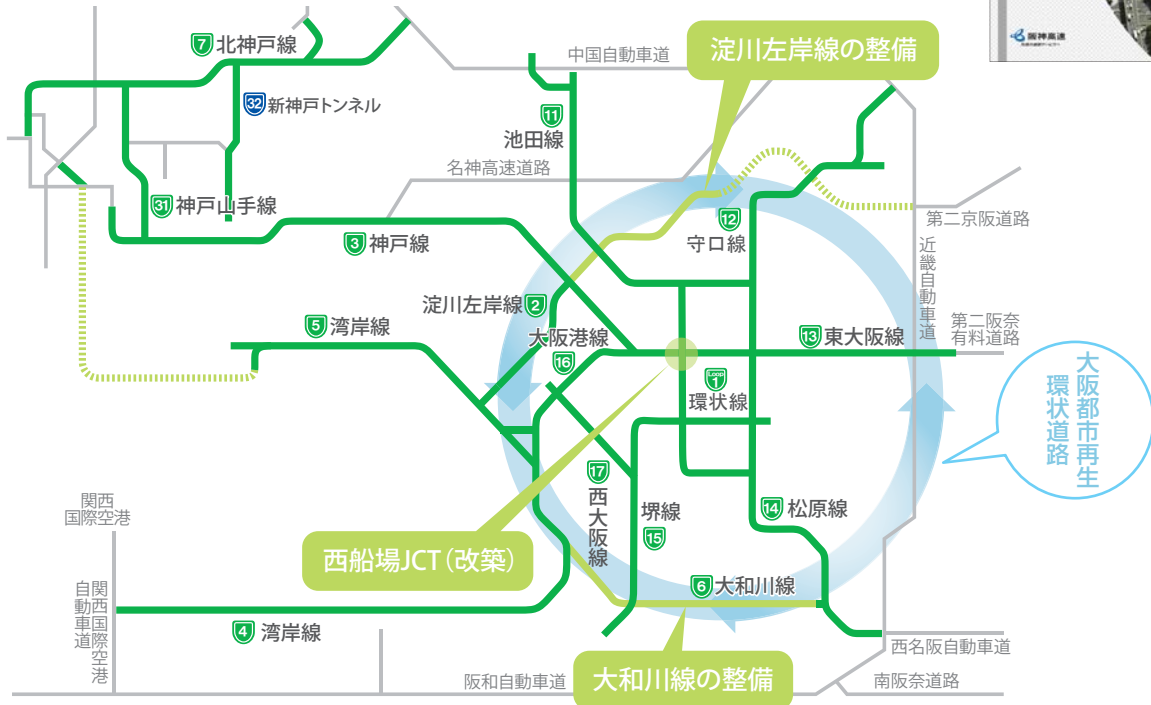 阪神高速
7 北神戸線
中国自動車道
淀川左岸線の整備
32 新神戸トンネル
11
池田線
名神高速道路
31 神戸山手線
12
守口線
第二京阪道路
3 神戸線
近畿自動車道
淀川左岸線 2
5 湾岸線
大阪港線
16
13 東大阪線
第二阪奈
有料道路
Loop
1
環状線
大阪都市再生
環状道路
17
西大阪線
堺線
15
14 松原線
関西
国際空港
西船場JCT（改築）
6 大和川線
関西国際空港
自動車道
4 湾岸線
西名阪自動車道
阪和自動車道
大和川線の整備
南阪奈道路